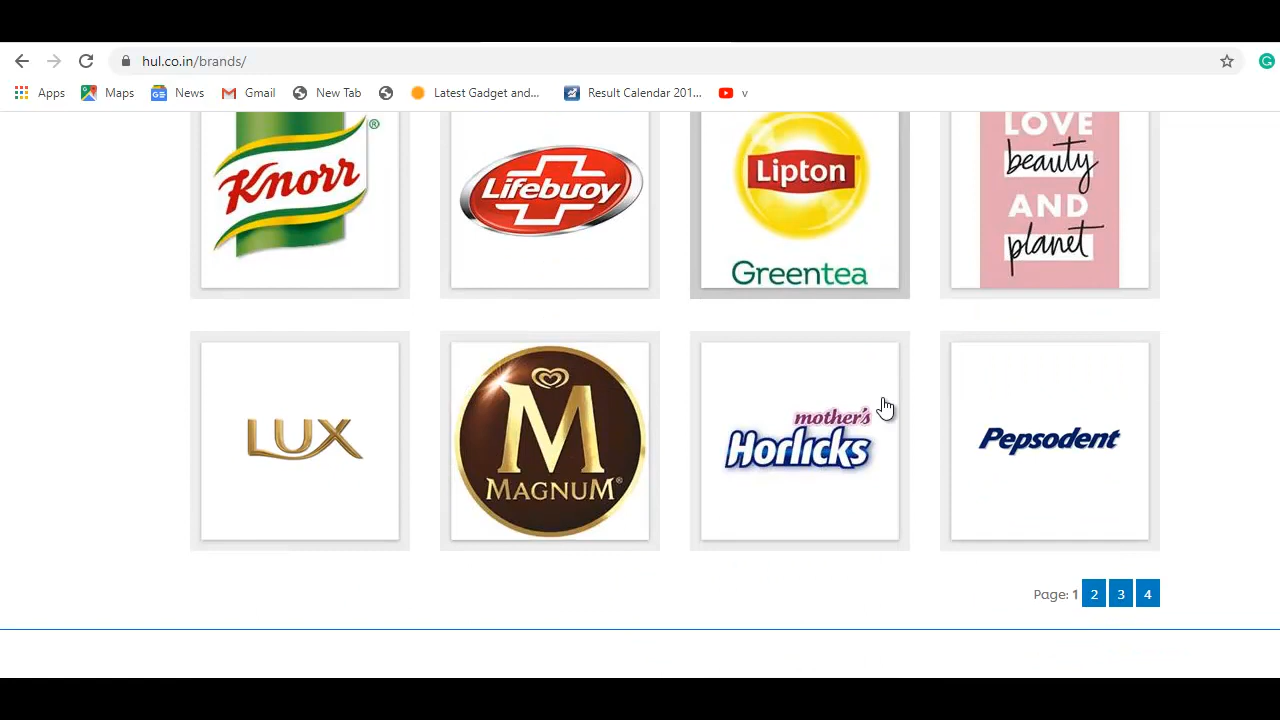 hul.co.in/brands/
Apps Maps News Gmail New Tab Latest Gadget and... Result Calendar 201... v
Knorr ®
Lifebuoy
Lipton
Greentea
LOVE
beauty
AND
planet
LUX
M
MAGNUM®
mother's
Horlicks
Pepsodent
Page: 1 2 3 4